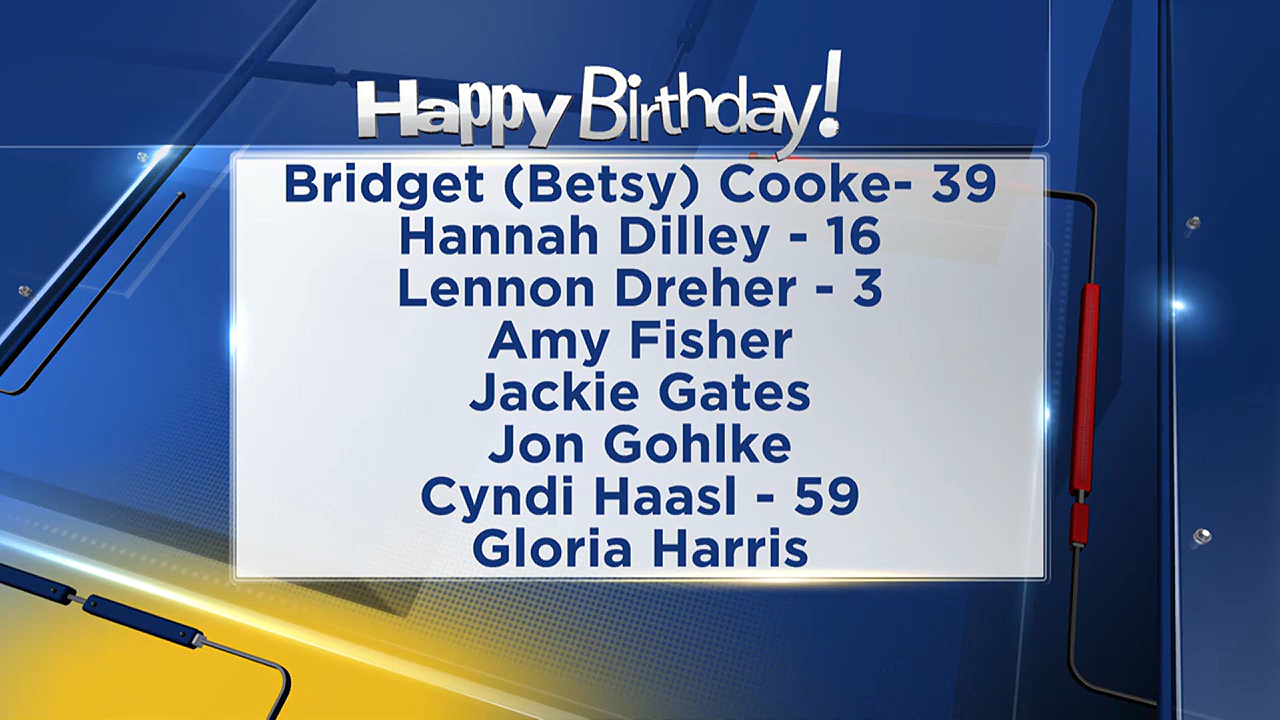 Happy Birthday!
Bridget (Betsy) Cooke- 39
Hannah Dilley - 16
Lennon Dreher - 3
Amy Fisher
Jackie Gates
Jon Gohlke
Cyndi Haasl - 59
Gloria Harris